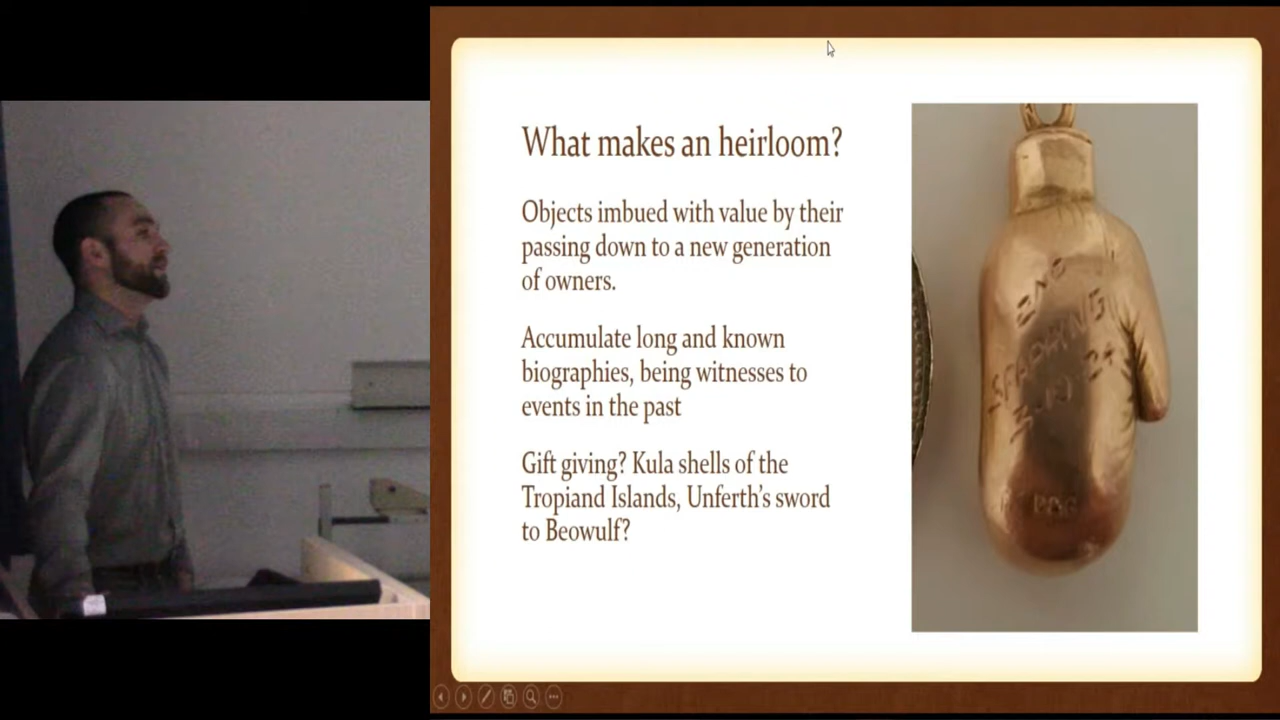 What makes an heirloom?
Objects imbued with value by their
passing down to a new generation
of owners.
Accumulate long and known
biographies, being witnesses to
events in the past
Gift giving? Kula shells of the
Tropiand Islands, Unferth's sword
to Beowulf?
2ND